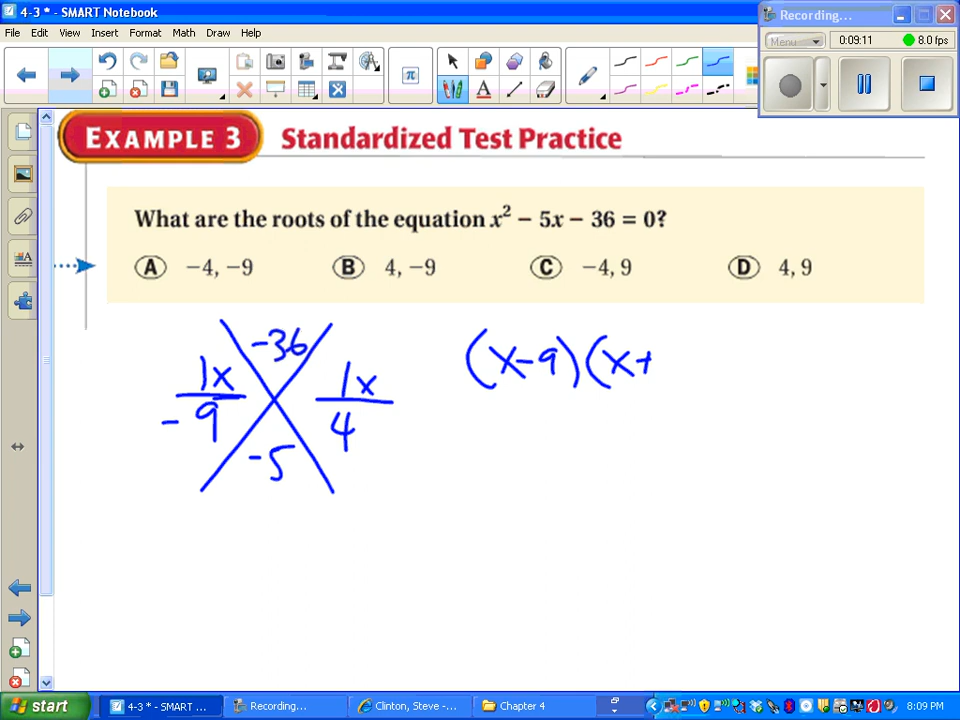 4-3 * - SMART Notebook
Recording...
File Edit View Insert Format Math Draw Help
Menu 0:09:11 8.0 fps
EXAMPLE 3 Standardized Test Practice
What are the roots of the equation x² − 5x − 36 = 0?
A −4, −9 B 4, −9 C −4, 9 D 4, 9
-36
1x 1x
-9 4
-5
(x-9)(x+
start 4-3 * - SMART ... Recording... Clinton, Steve -... Chapter 4 8:09 PM